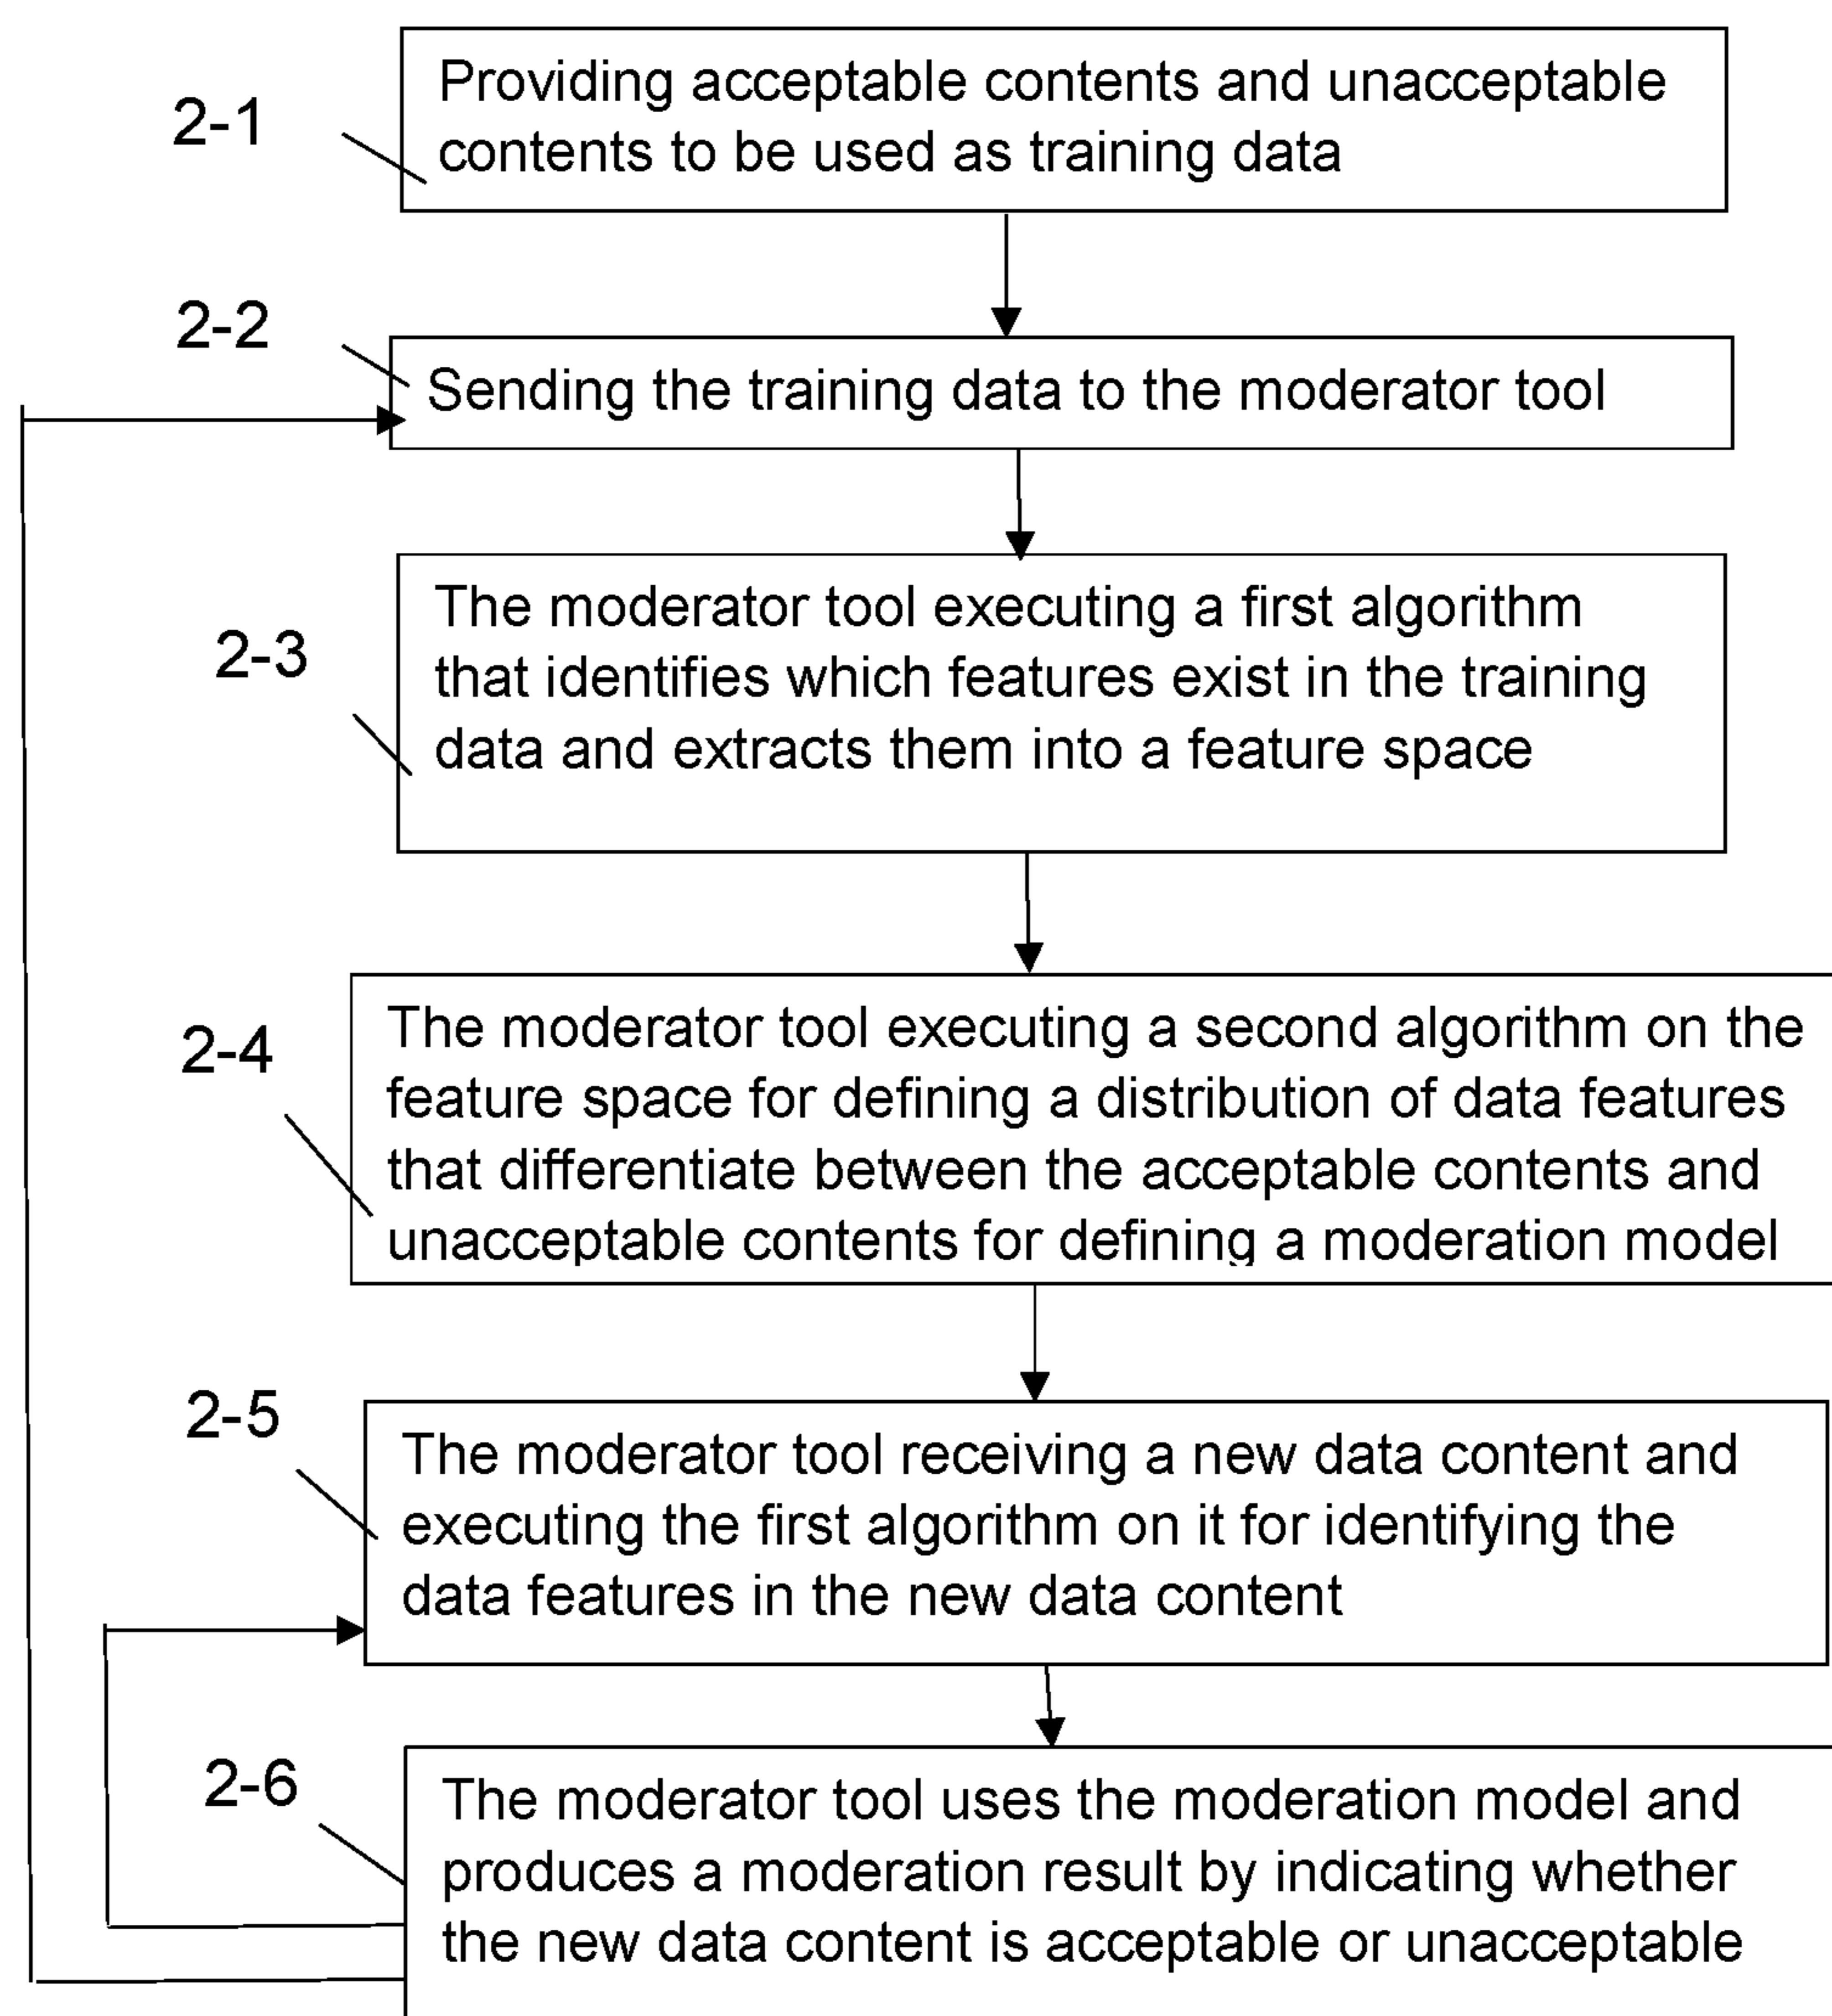 2-1
Providing acceptable contents and unacceptable
contents to be used as training data
2-2
Sending the training data to the moderator tool
2-3
The moderator tool executing a first algorithm
that identifies which features exist in the training
data and extracts them into a feature space
2-4
The moderator tool executing a second algorithm on the
feature space for defining a distribution of data features
that differentiate between the acceptable contents and
unacceptable contents for defining a moderation model
2-5
The moderator tool receiving a new data content and
executing the first algorithm on it for identifying the
data features in the new data content
2-6
The moderator tool uses the moderation model and
produces a moderation result by indicating whether
the new data content is acceptable or unacceptable